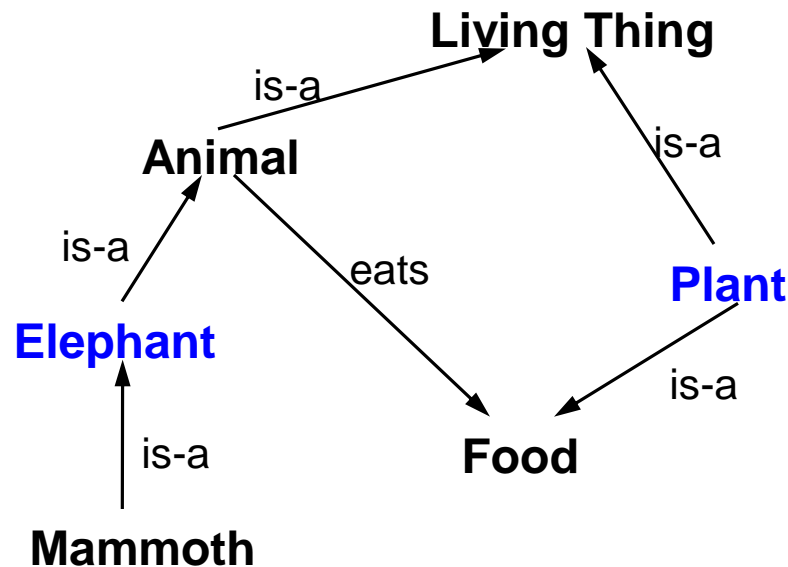 Living Thing
is-a
Animal
is-a
is-a
eats
Plant
Elephant
is-a
is-a
Food
Mammoth